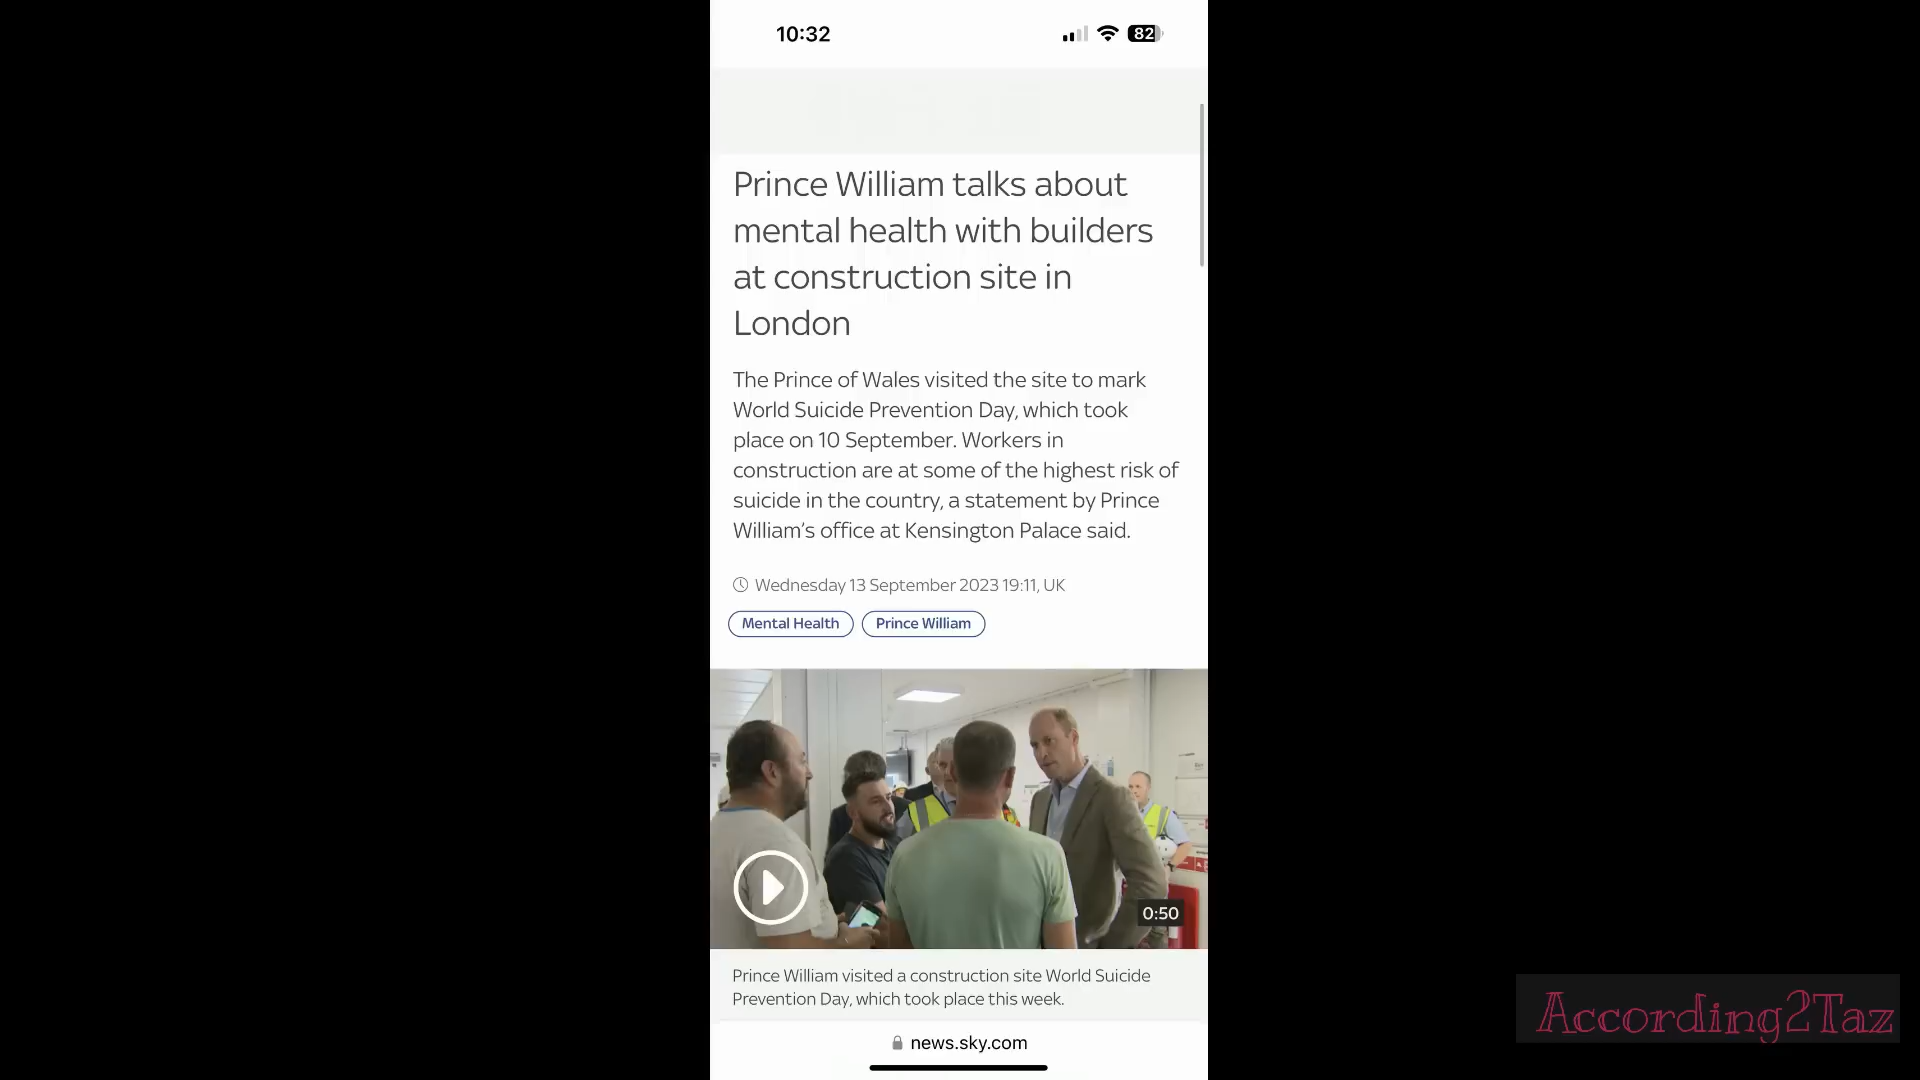 10:32
82
Prince William talks about
mental health with builders
at construction site in
London
The Prince of Wales visited the site to mark
World Suicide Prevention Day, which took
place on 10 September. Workers in
construction are at some of the highest risk of
suicide in the country, a statement by Prince
William’s office at Kensington Palace said.
Wednesday 13 September 2023 19:11, UK
Mental Health Prince William
0:50
Prince William visited a construction site World Suicide
Prevention Day, which took place this week.
news.sky.com
According2Taz